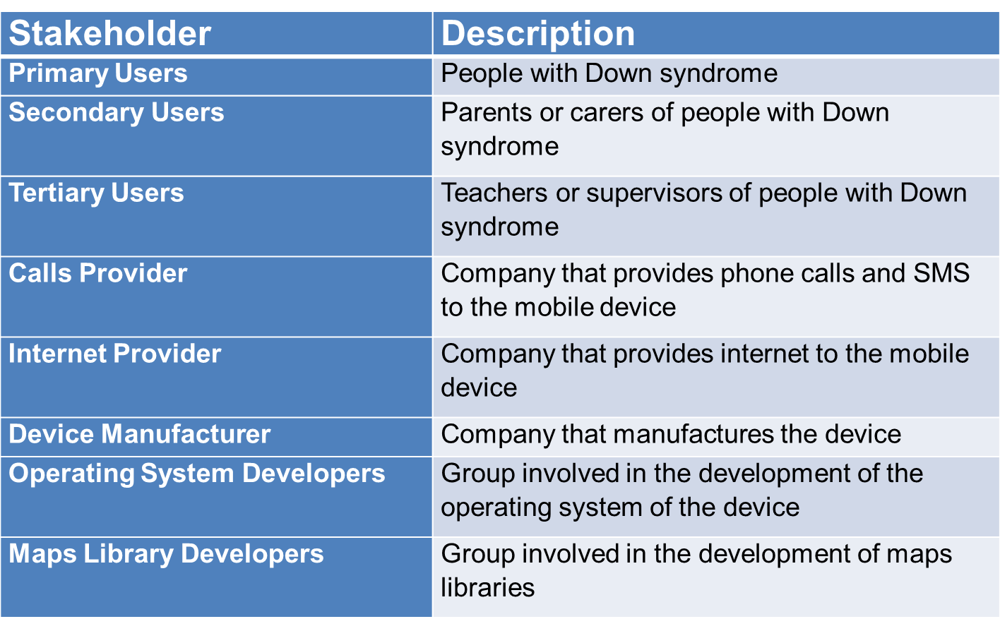 Stakeholder
Description
Primary Users
People with Down syndrome
Secondary Users
Parents or carers of people with Down
syndrome
Tertiary Users
Teachers or supervisors of people with Down
syndrome
Calls Provider
Company that provides phone calls and SMS
to the mobile device
Internet Provider
Company that provides internet to the mobile
device
Device Manufacturer
Company that manufactures the device
Operating System Developers
Group involved in the development of the
operating system of the device
Maps Library Developers
Group involved in the development of maps
libraries